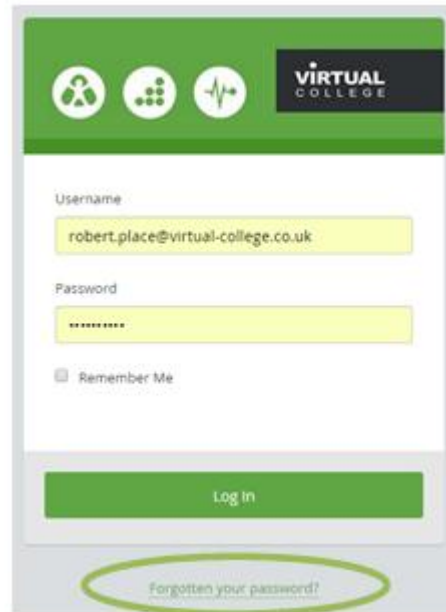 VIRTUAL
COLLEGE
Username
robert.place@virtual-college.co.uk
Password
••••••••••
Remember Me
Log In
Forgotten your password?